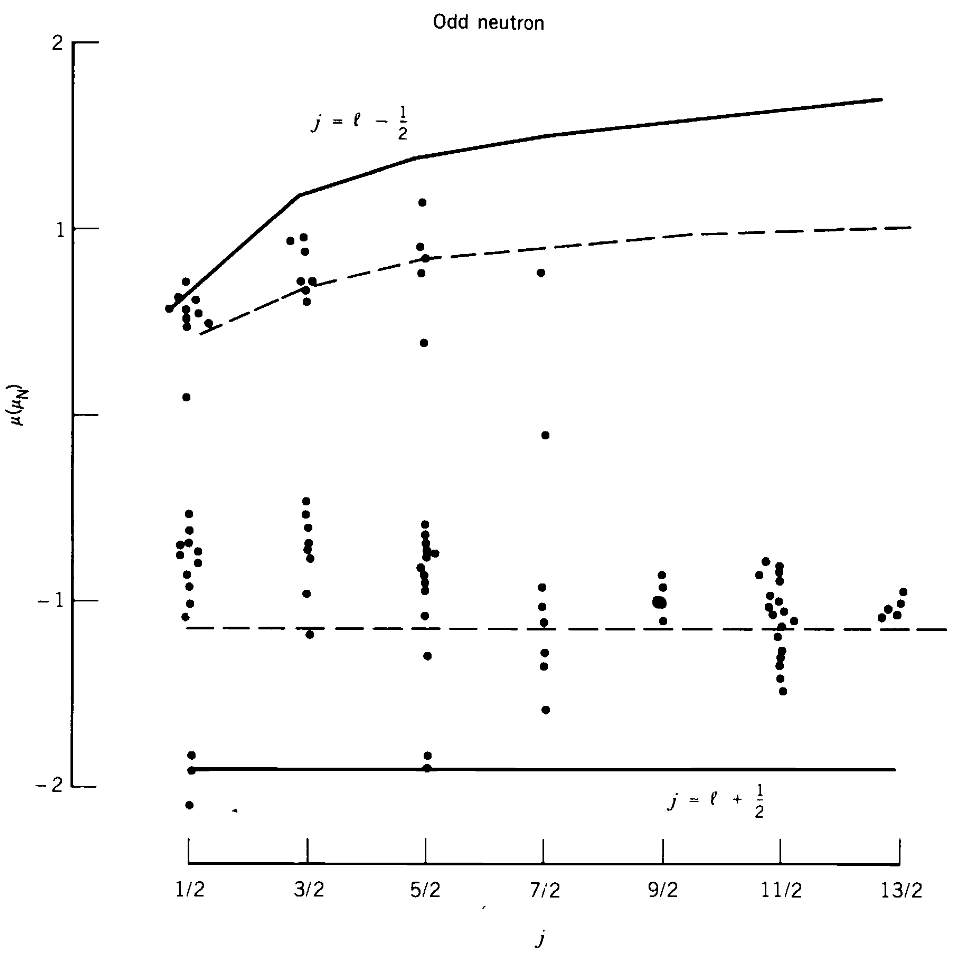 Odd neutron
2
j = ℓ − 1/2
1
μ(μN)
−1
−2
j = ℓ + 1/2
1/2 3/2 5/2 7/2 9/2 11/2 13/2
j